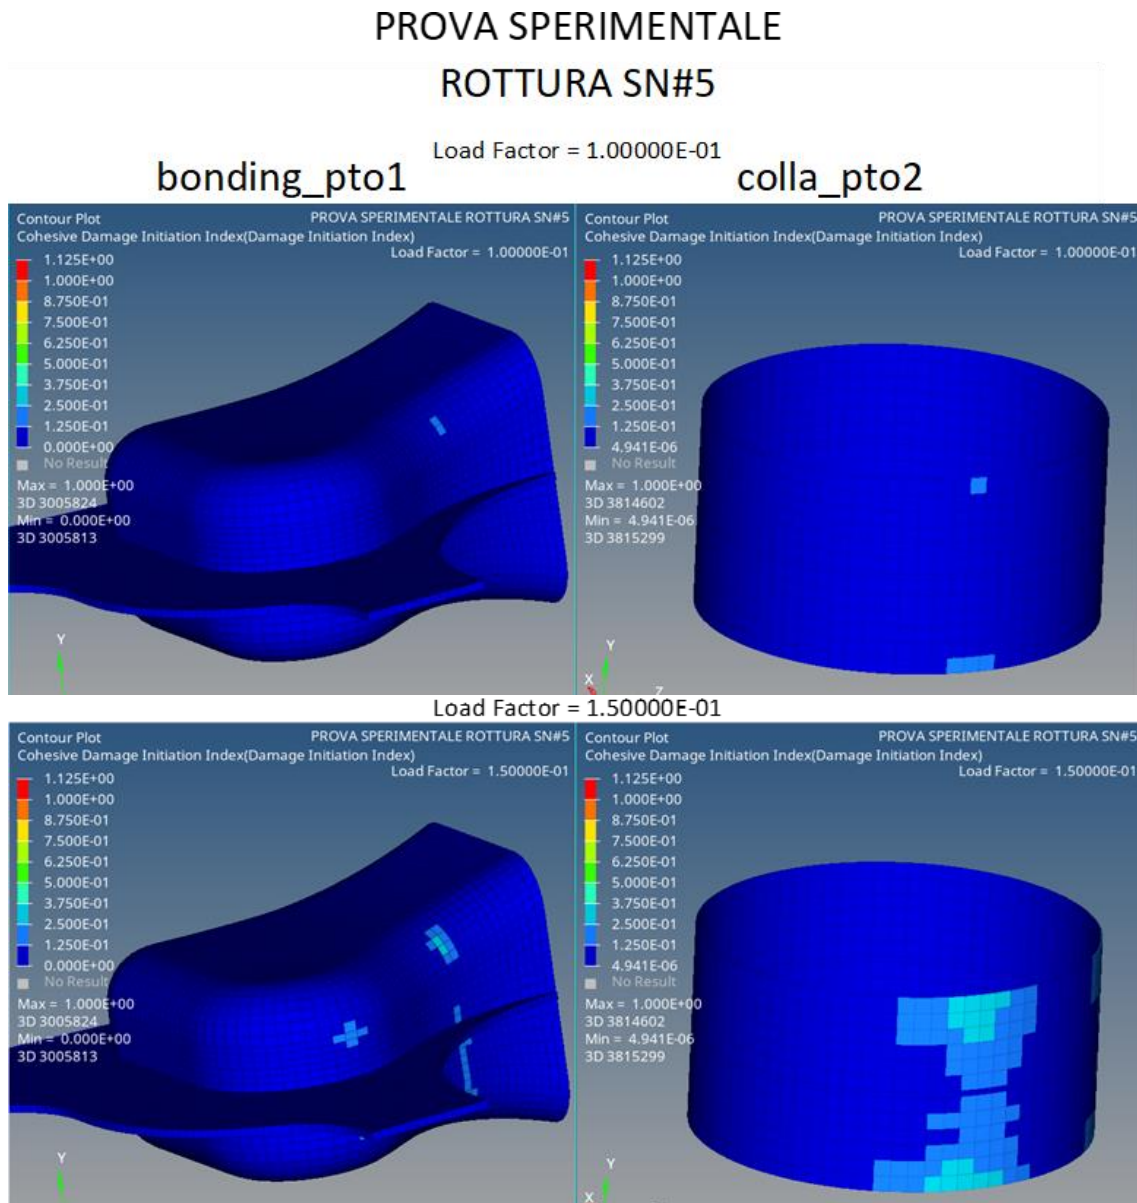 PROVA SPERIMENTALE
ROTTURA SN#5
Load Factor = 1.00000E-01
bonding_pto1
colla_pto2
Contour Plot
PROVA SPERIMENTALE ROTTURA SN#5
Cohesive Damage Initiation Index(Damage Initiation Index)
Load Factor = 1.00000E-01
1.125E+00
1.000E+00
8.750E-01
7.500E-01
6.250E-01
5.000E-01
3.750E-01
2.500E-01
1.250E-01
0.000E+00
No Result
Max = 1.000E+00
3D 3005824
Min = 0.000E+00
3D 3005813
Y
Contour Plot
PROVA SPERIMENTALE ROTTURA SN#5
Cohesive Damage Initiation Index(Damage Initiation Index)
Load Factor = 1.00000E-01
1.125E+00
1.000E+00
8.750E-01
7.500E-01
6.250E-01
5.000E-01
3.750E-01
2.500E-01
1.250E-01
4.941E-06
No Result
Max = 1.000E+00
3D 3814602
Min = 4.941E-06
3D 3815299
Y
X
Z
Load Factor = 1.50000E-01
Contour Plot
PROVA SPERIMENTALE ROTTURA SN#5
Cohesive Damage Initiation Index(Damage Initiation Index)
Load Factor = 1.50000E-01
1.125E+00
1.000E+00
8.750E-01
7.500E-01
6.250E-01
5.000E-01
3.750E-01
2.500E-01
1.250E-01
0.000E+00
No Result
Max = 1.000E+00
3D 3005824
Min = 0.000E+00
3D 3005813
Y
Contour Plot
PROVA SPERIMENTALE ROTTURA SN#5
Cohesive Damage Initiation Index(Damage Initiation Index)
Load Factor = 1.50000E-01
1.125E+00
1.000E+00
8.750E-01
7.500E-01
6.250E-01
5.000E-01
3.750E-01
2.500E-01
1.250E-01
4.941E-06
No Result
Max = 1.000E+00
3D 3814602
Min = 4.941E-06
3D 3815299
Y
X